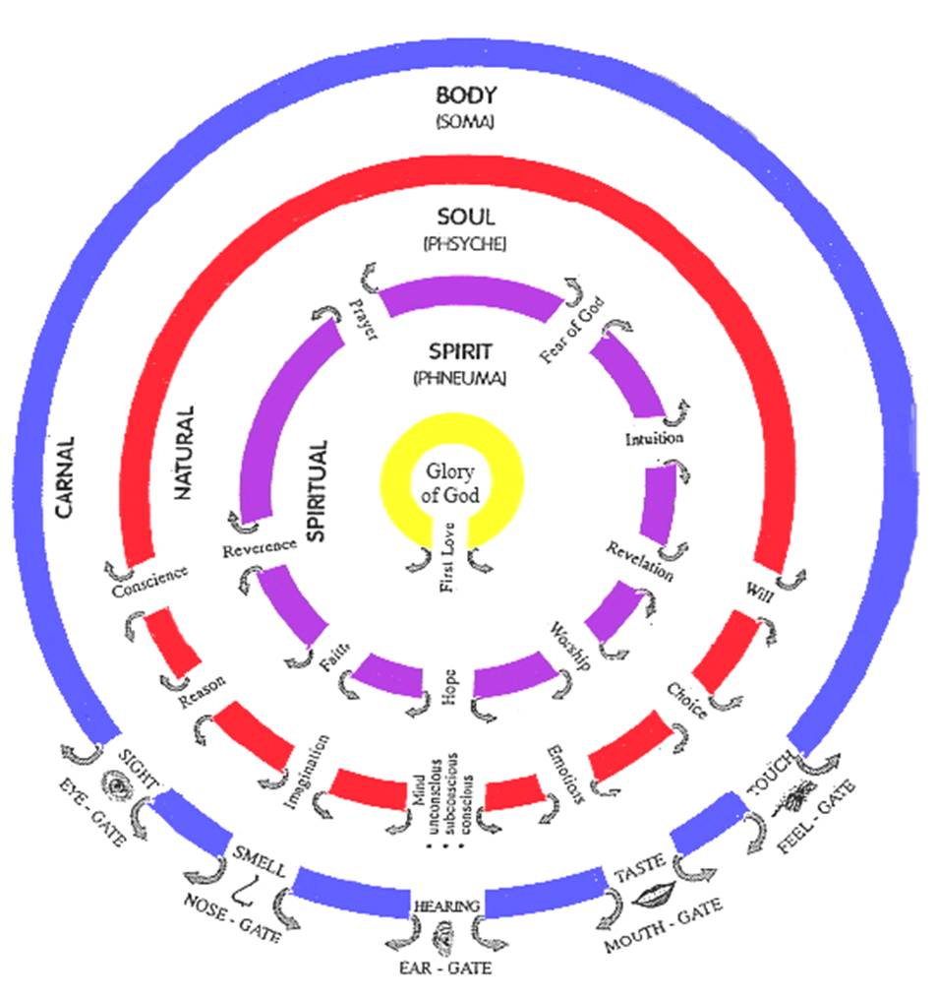 BODY
(SOMA)
SOUL
(PHSYCHE)
Prayer
Fear of God
SPIRIT
(PHNEUMA)
Intuition
CARNAL
NATURAL
SPIRITUAL
Glory
of God
First Love
Reverence
Revelation
Conscience
Will
Faith
Hope
Worship
Reason
Choice
Imagination
Mind
unconscious
subconscious
conscious
...
Emotions
SIGHT
EYE - GATE
TOUCH
FEEL - GATE
SMELL
NOSE - GATE
HEARING
EAR - GATE
TASTE
MOUTH - GATE